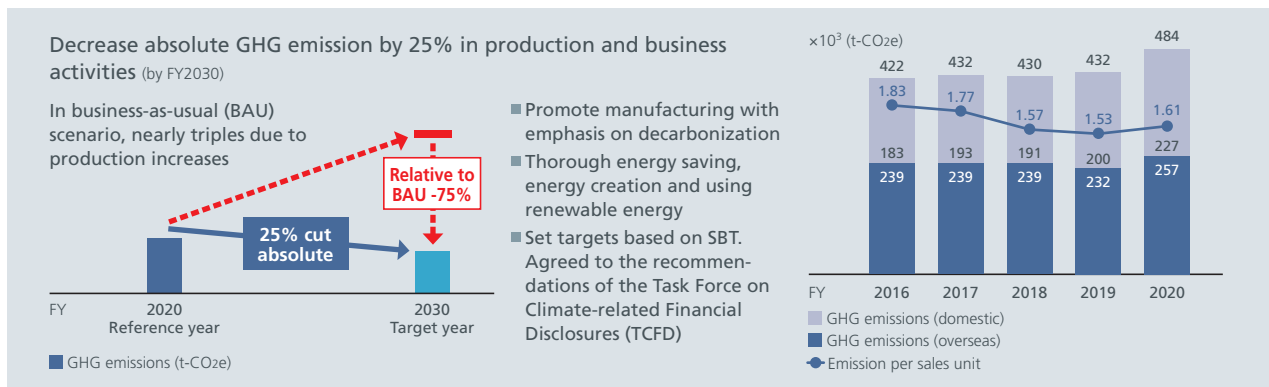 Decrease absolute GHG emission by 25% in production and business
activities (by FY2030)
In business-as-usual (BAU)
scenario, nearly triples due to
production increases
Relative to
BAU -75%
25% cut
absolute
FY
2020
Reference year
2030
Target year
GHG emissions (t-CO2e)
Promote manufacturing with
emphasis on decarbonization
Thorough energy saving,
energy creation and using
renewable energy
Set targets based on SBT.
Agreed to the recommen-
dations of the Task Force on
Climate-related Financial
Disclosures (TCFD)
×10³ (t-CO2e)
422 432 430 432 484
1.83 1.77 1.57 1.53 1.61
183 193 191 200 227
239 239 239 232 257
FY 2016 2017 2018 2019 2020
GHG emissions (domestic)
GHG emissions (overseas)
Emission per sales unit